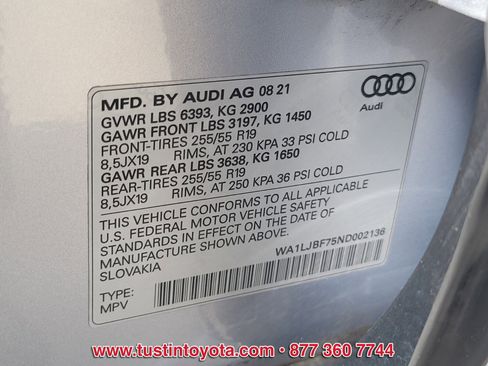 MFD. BY AUDI AG 08 21
GVWR LBS 6393, KG 2900
GAWR FRONT LBS 3197, KG 1450
FRONT-TIRES 255/55 R19
8,5JX19 RIMS, AT 230 KPA 33 PSI COLD
GAWR REAR LBS 3638, KG 1650
REAR-TIRES 255/55 R19
8,5JX19 RIMS, AT 250 KPA 36 PSI COLD
THIS VEHICLE CONFORMS TO ALL APPLICABLE
U.S. FEDERAL MOTOR VEHICLE SAFETY
STANDARDS IN EFFECT ON THE DATE OF
MANUFACTURE SHOWN ABOVE.
SLOVAKIA
Audi
WA1LJBF75ND002136
TYPE:
MPV
www.tustintoyota.com • 877 360 7744